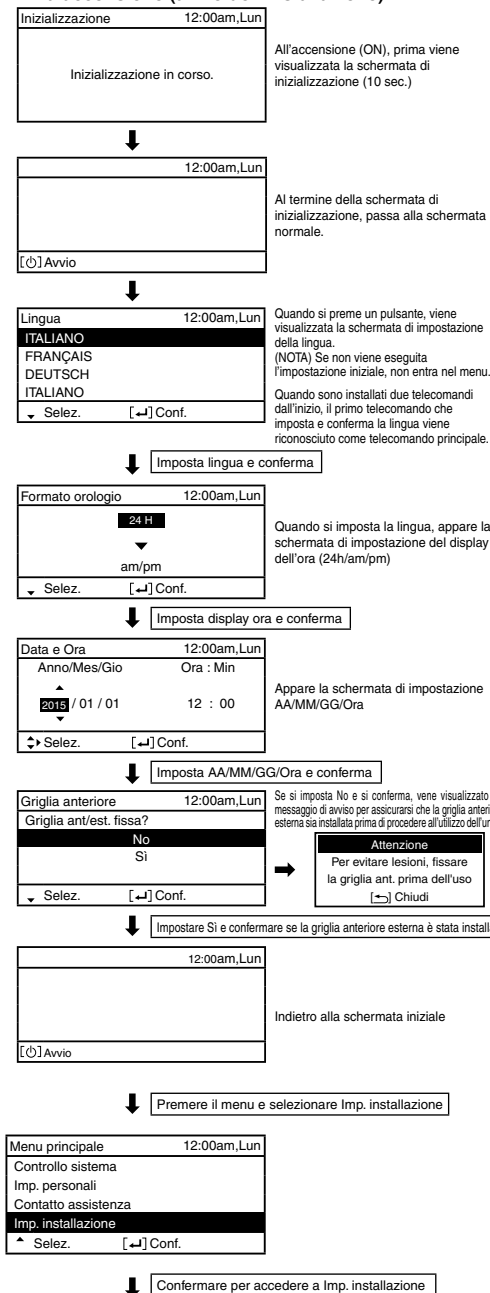 Inizializzazione 12:00am,Lun
Inizializzazione in corso.
All'accensione (ON), prima viene
visualizzata la schermata di
inizializzazione (10 sec.)
12:00am,Lun
[⏻] Avvio
Al termine della schermata di
inizializzazione, passa alla schermata
normale.
Lingua 12:00am,Lun
ITALIANO
FRANÇAIS
DEUTSCH
ITALIANO
Selez. [↵] Conf.
Quando si preme un pulsante, viene
visualizzata la schermata di impostazione
della lingua.
(NOTA) Se non viene eseguita
l'impostazione iniziale, non entra nel menu.
Quando sono installati due telecomandi
dall'inizio, il primo telecomando che
imposta e conferma la lingua viene
riconosciuto come telecomando principale.
Imposta lingua e conferma
Formato orologio 12:00am,Lun
24 H
am/pm
Selez. [↵] Conf.
Quando si imposta la lingua, appare la
schermata di impostazione del display
dell'ora (24h/am/pm)
Imposta display ora e conferma
Data e Ora 12:00am,Lun
Anno/Mes/Gio Ora : Min
2015 / 01 / 01 12 : 00
Selez. [↵] Conf.
Appare la schermata di impostazione
AA/MM/GG/Ora
Imposta AA/MM/GG/Ora e conferma
Griglia anteriore 12:00am,Lun
Griglia ant/est. fissa?
No
Sì
Selez. [↵] Conf.
Se si imposta No e si conferma, vene visualizzato
messaggio di avviso per assicurarsi che la griglia anteri
esterna sia installata prima di procedere all'utilizzo dell'un
Attenzione
Per evitare lesioni, fissare
la griglia ant. prima dell'uso
[⮌] Chiudi
Impostare Sì e confermare se la griglia anteriore esterna è stata install
12:00am,Lun
[⏻] Avvio
Indietro alla schermata iniziale
Premere il menu e selezionare Imp. installazione
Menu principale 12:00am,Lun
Controllo sistema
Imp. personali
Contatto assistenza
Imp. installazione
Selez. [↵] Conf.
Confermare per accedere a Imp. installazione